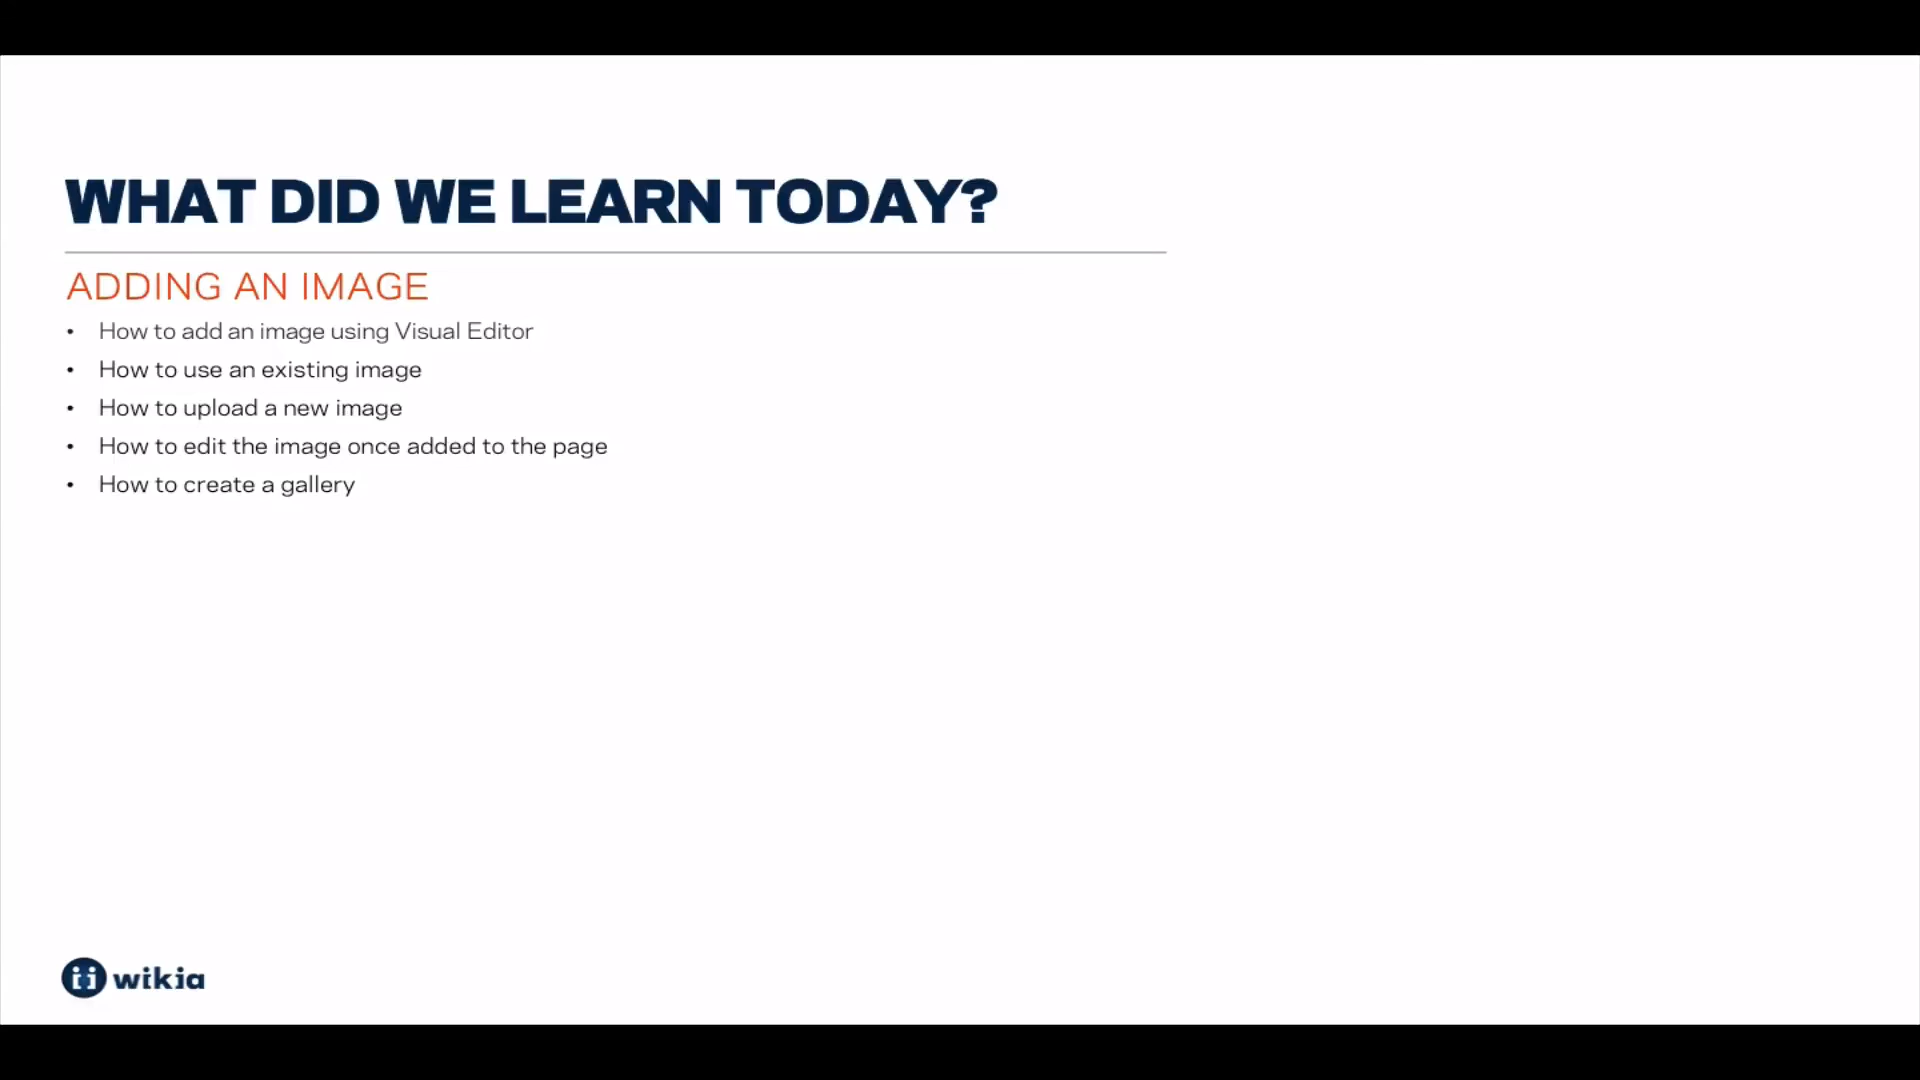 WHAT DID WE LEARN TODAY?
ADDING AN IMAGE
• How to add an image using Visual Editor
• How to use an existing image
• How to upload a new image
• How to edit the image once added to the page
• How to create a gallery
wikia